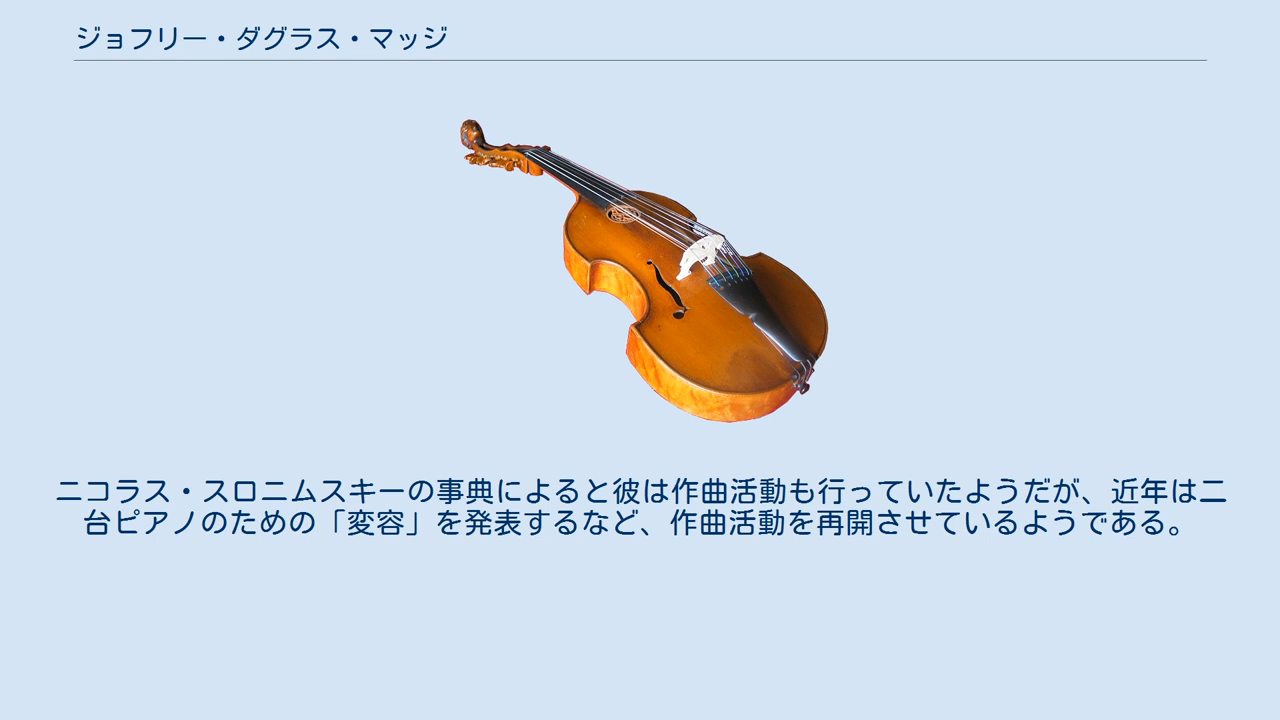 ジョフリー・ダグラス・マッジ
ニコラス・スロニムスキーの事典によると彼は作曲活動も行っていたようだが、近年は二
台ピアノのための「変容」を発表するなど、作曲活動を再開させているようである。